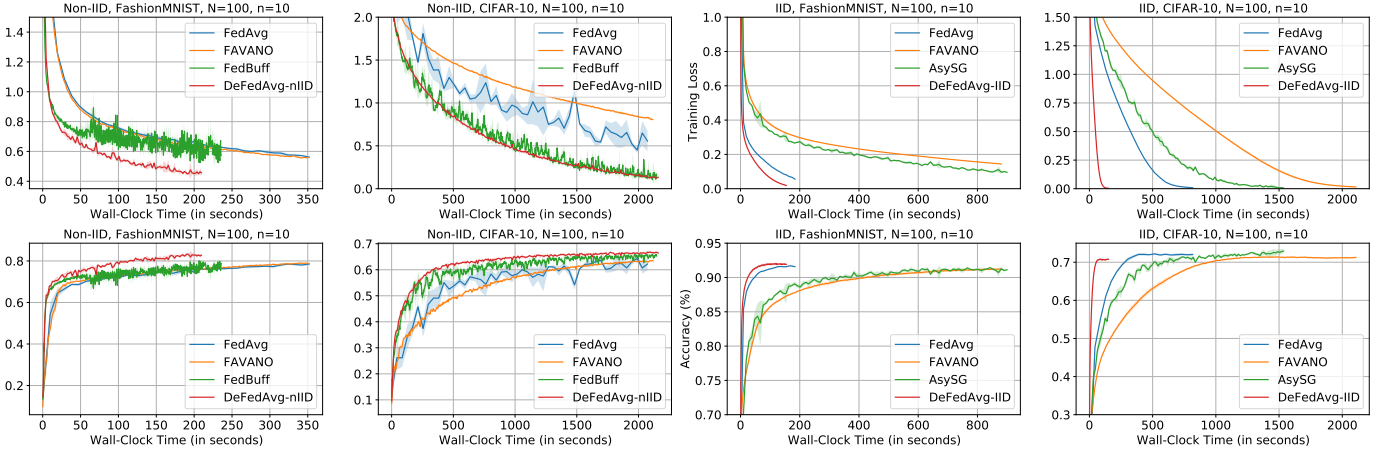 Non-IID, FashionMNIST, N=100, n=10
1.4
1.2
1.0
0.8
0.6
0.4
0
50
100
150
200
250
300
350
Wall-Clock Time (in seconds)
FedAvg
FAVANO
FedBuff
DeFedAvg-nIID
Non-IID, CIFAR-10, N=100, n=10
2.0
1.5
1.0
0.5
0.0
0
500
1000
1500
2000
Wall-Clock Time (in seconds)
FedAvg
FAVANO
FedBuff
DeFedAvg-nIID
IID, FashionMNIST, N=100, n=10
Training Loss
1.0
0.8
0.6
0.4
0.2
0.0
0
200
400
600
800
Wall-Clock Time (in seconds)
FedAvg
FAVANO
AsySG
DeFedAvg-IID
IID, CIFAR-10, N=100, n=10
1.50
1.25
1.00
0.75
0.50
0.25
0.00
0
500
1000
1500
2000
Wall-Clock Time (in seconds)
FedAvg
FAVANO
AsySG
DeFedAvg-IID
Non-IID, FashionMNIST, N=100, n=10
0.8
0.6
0.4
0.2
0
50
100
150
200
250
300
350
Wall-Clock Time (in seconds)
FedAvg
FAVANO
FedBuff
DeFedAvg-nIID
Non-IID, CIFAR-10, N=100, n=10
0.7
0.6
0.5
0.4
0.3
0.2
0.1
0
500
1000
1500
2000
Wall-Clock Time (in seconds)
FedAvg
FAVANO
FedBuff
DeFedAvg-nIID
IID, FashionMNIST, N=100, n=10
Accuracy (%)
0.95
0.90
0.85
0.80
0.75
0.70
0
200
400
600
800
Wall-Clock Time (in seconds)
FedAvg
FAVANO
AsySG
DeFedAvg-IID
IID, CIFAR-10, N=100, n=10
0.7
0.6
0.5
0.4
0.3
0
500
1000
1500
2000
Wall-Clock Time (in seconds)
FedAvg
FAVANO
AsySG
DeFedAvg-IID